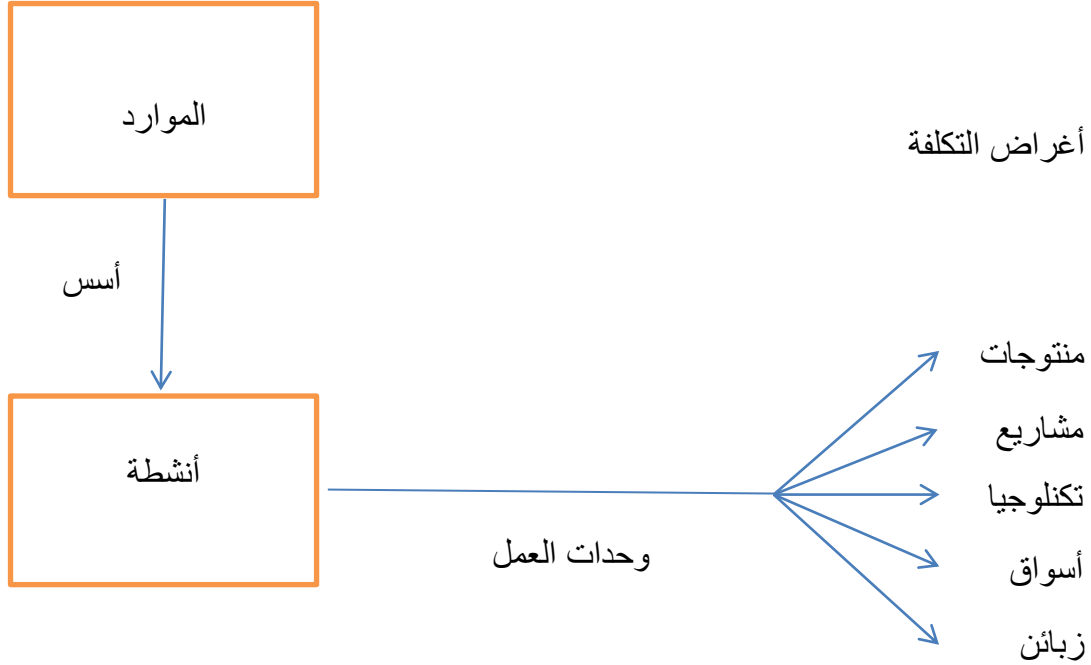 الموارد
أغراض التكلفة
أسس
منتوجات
مشاريع
أنشطة
تكنلوجيا
وحدات العمل
أسواق
زبائن